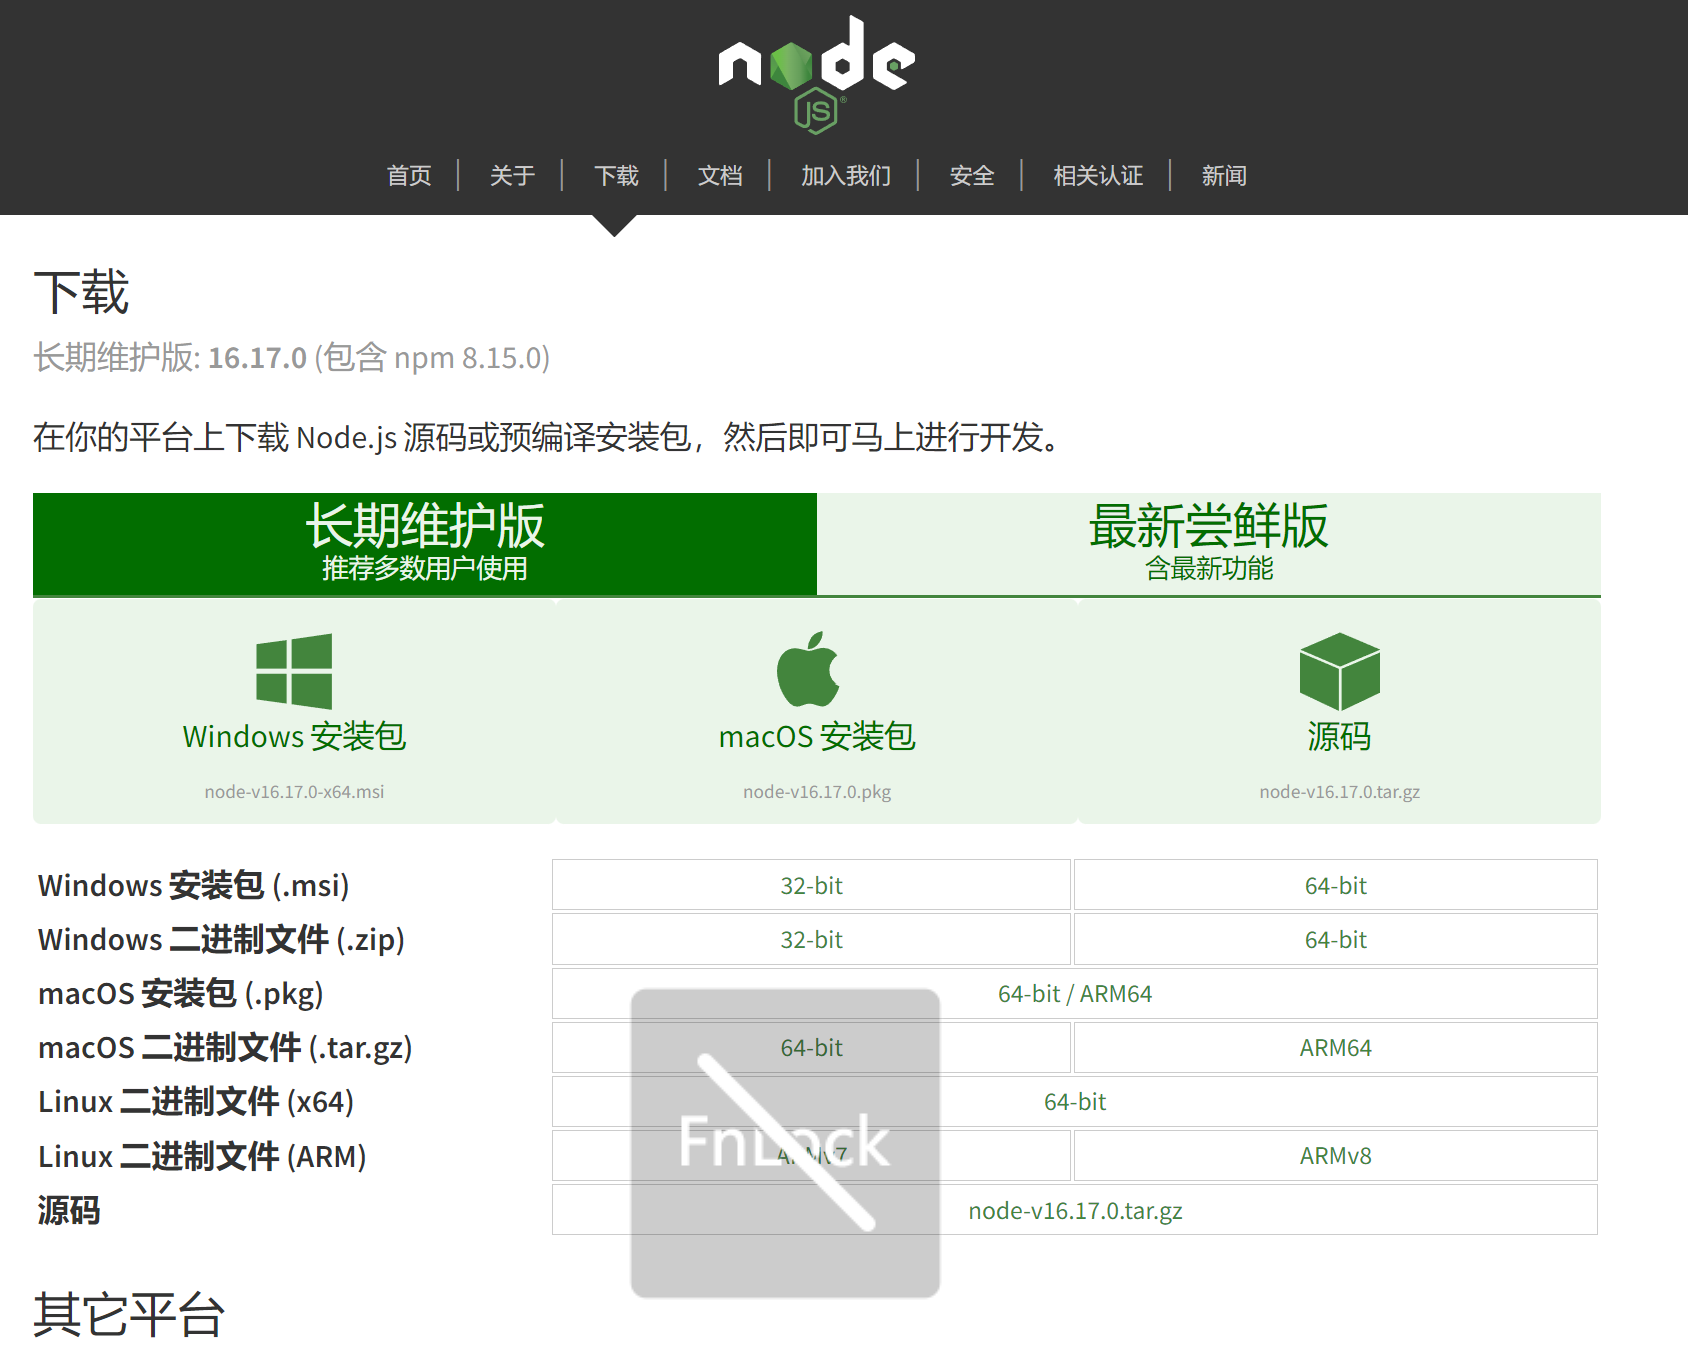 node
JS®
首页 | 关于 | 下载 | 文档 | 加入我们 | 安全 | 相关认证 | 新闻
下载
长期维护版: 16.17.0 (包含 npm 8.15.0)
在你的平台上下载 Node.js 源码或预编译安装包，然后即可马上进行开发。
长期维护版 最新尝鲜版
推荐多数用户使用 含最新功能
Windows 安装包 macOS 安装包 源码
node-v16.17.0-x64.msi node-v16.17.0.pkg node-v16.17.0.tar.gz
Windows 安装包 (.msi) 32-bit 64-bit
Windows 二进制文件 (.zip) 32-bit 64-bit
macOS 安装包 (.pkg) 64-bit / ARM64
macOS 二进制文件 (.tar.gz) 64-bit ARM64
Linux 二进制文件 (x64) 64-bit
FnLock
Linux 二进制文件 (ARM) ARMv7 ARMv8
源码 node-v16.17.0.tar.gz
其它平台